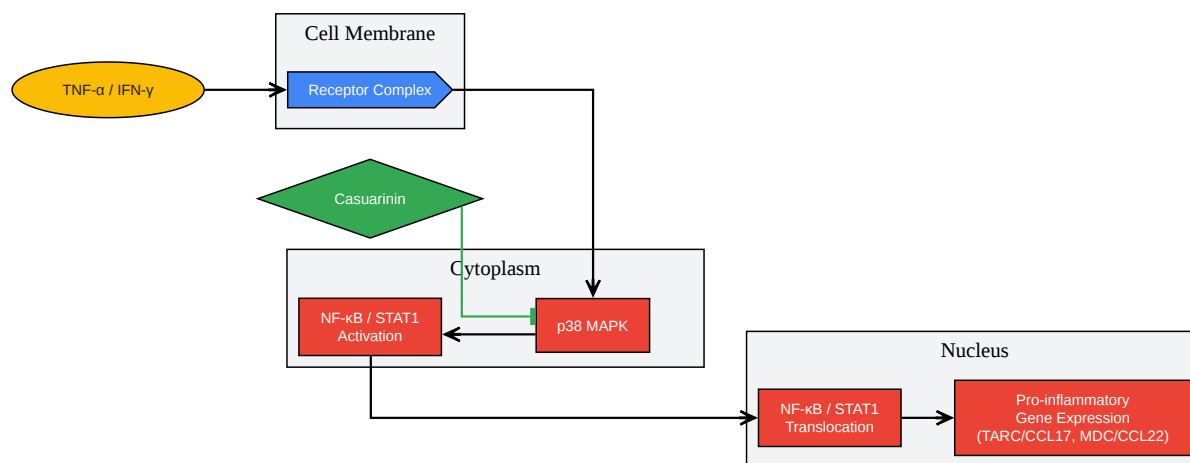 Cell Membrane
TNF-α / IFN-γ
Receptor Complex
Casuarinin
Cytoplasm
NF-κB / STAT1
Activation
p38 MAPK
Nucleus
NF-κB / STAT1
Translocation
Pro-inflammatory
Gene Expression
(TARC/CCL17, MDC/CCL22)